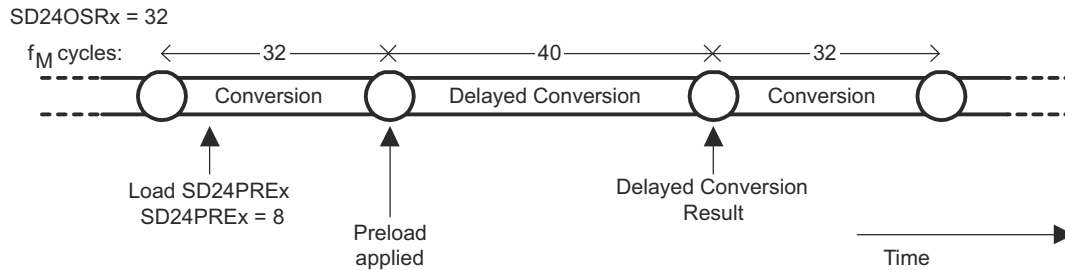 SD24OSRx = 32
fM cycles:
32
40
32
Conversion
Delayed Conversion
Conversion
Load SD24PREx
SD24PREx = 8
Preload
applied
Delayed Conversion
Result
Time